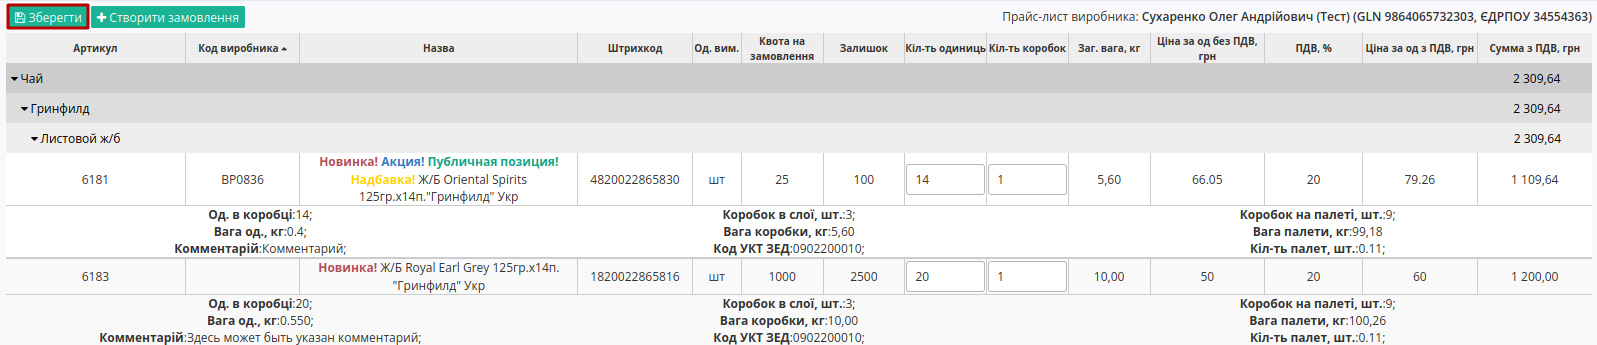 Зберегти Створити замовлення Прайс-лист виробника: Сухаренко Олег Андрійович (Тест) (GLN 9864065732303, ЄДРПОУ 34554363)
Артикул Код виробника Назва Штрихкод Од. вим. Квота на замовлення Залишок Кіл-ть одиниць Кіл-ть коробок Заг. вага, кг Ціна за од без ПДВ, грн ПДВ, % Ціна за од з ПДВ, грн Сумма з ПДВ, грн
Чай 2 309,64
Гринфилд 2 309,64
Листовой ж/б 2 309,64
Новинка! Акция! Публичная позиция!
6181 BP0836 Надбавка! Ж/Б Oriental Spirits 4820022865830 шт 25 100 14 1 5,60 66.05 20 79.26 1 109,64
125гр.х14п."Гринфилд" Укр
Од. в коробці:14; Коробок в слої, шт.:3; Коробок на палеті, шт.:9;
Вага од., кг:0.4; Вага коробки, кг:5,60 Вага палети, кг:99,18
Комментарій:Комментарий; Код УКТ ЗЕД:0902200010; Кіл-ть палет, шт.:0.11;
Новинка! Ж/Б Royal Earl Grey 125гр.х14п.
6183 1820022865816 шт 1000 2500 20 1 10,00 50 20 60 1 200,00
"Гринфилд" Укр
Од. в коробці:20; Коробок в слої, шт.:3; Коробок на палеті, шт.:9;
Вага од., кг:0.550; Вага коробки, кг:10,00 Вага палети, кг:100,26
Комментарій:Здесь может быть указан комментарий; Код УКТ ЗЕД:0902200010; Кіл-ть палет, шт.:0.11;